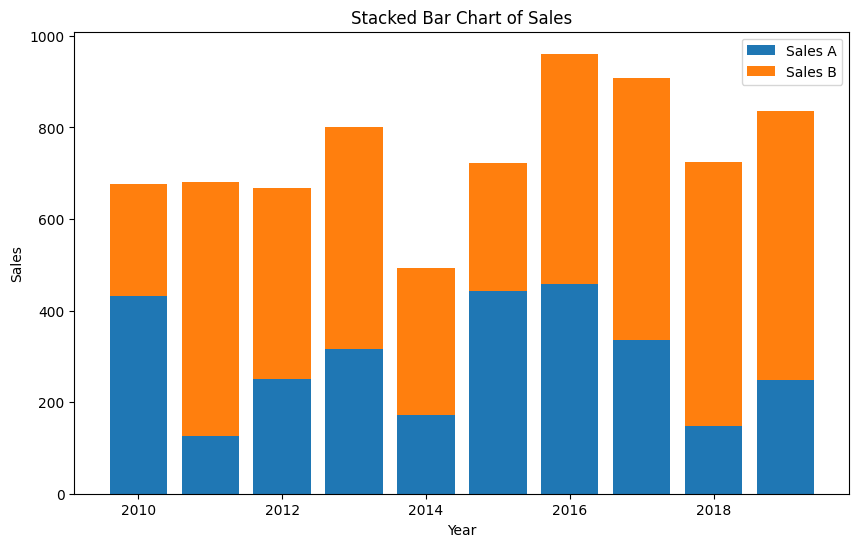 Stacked Bar Chart of Sales
Sales A
Sales B
Sales
1000
800
600
400
200
0
2010 2012 2014 2016 2018
Year